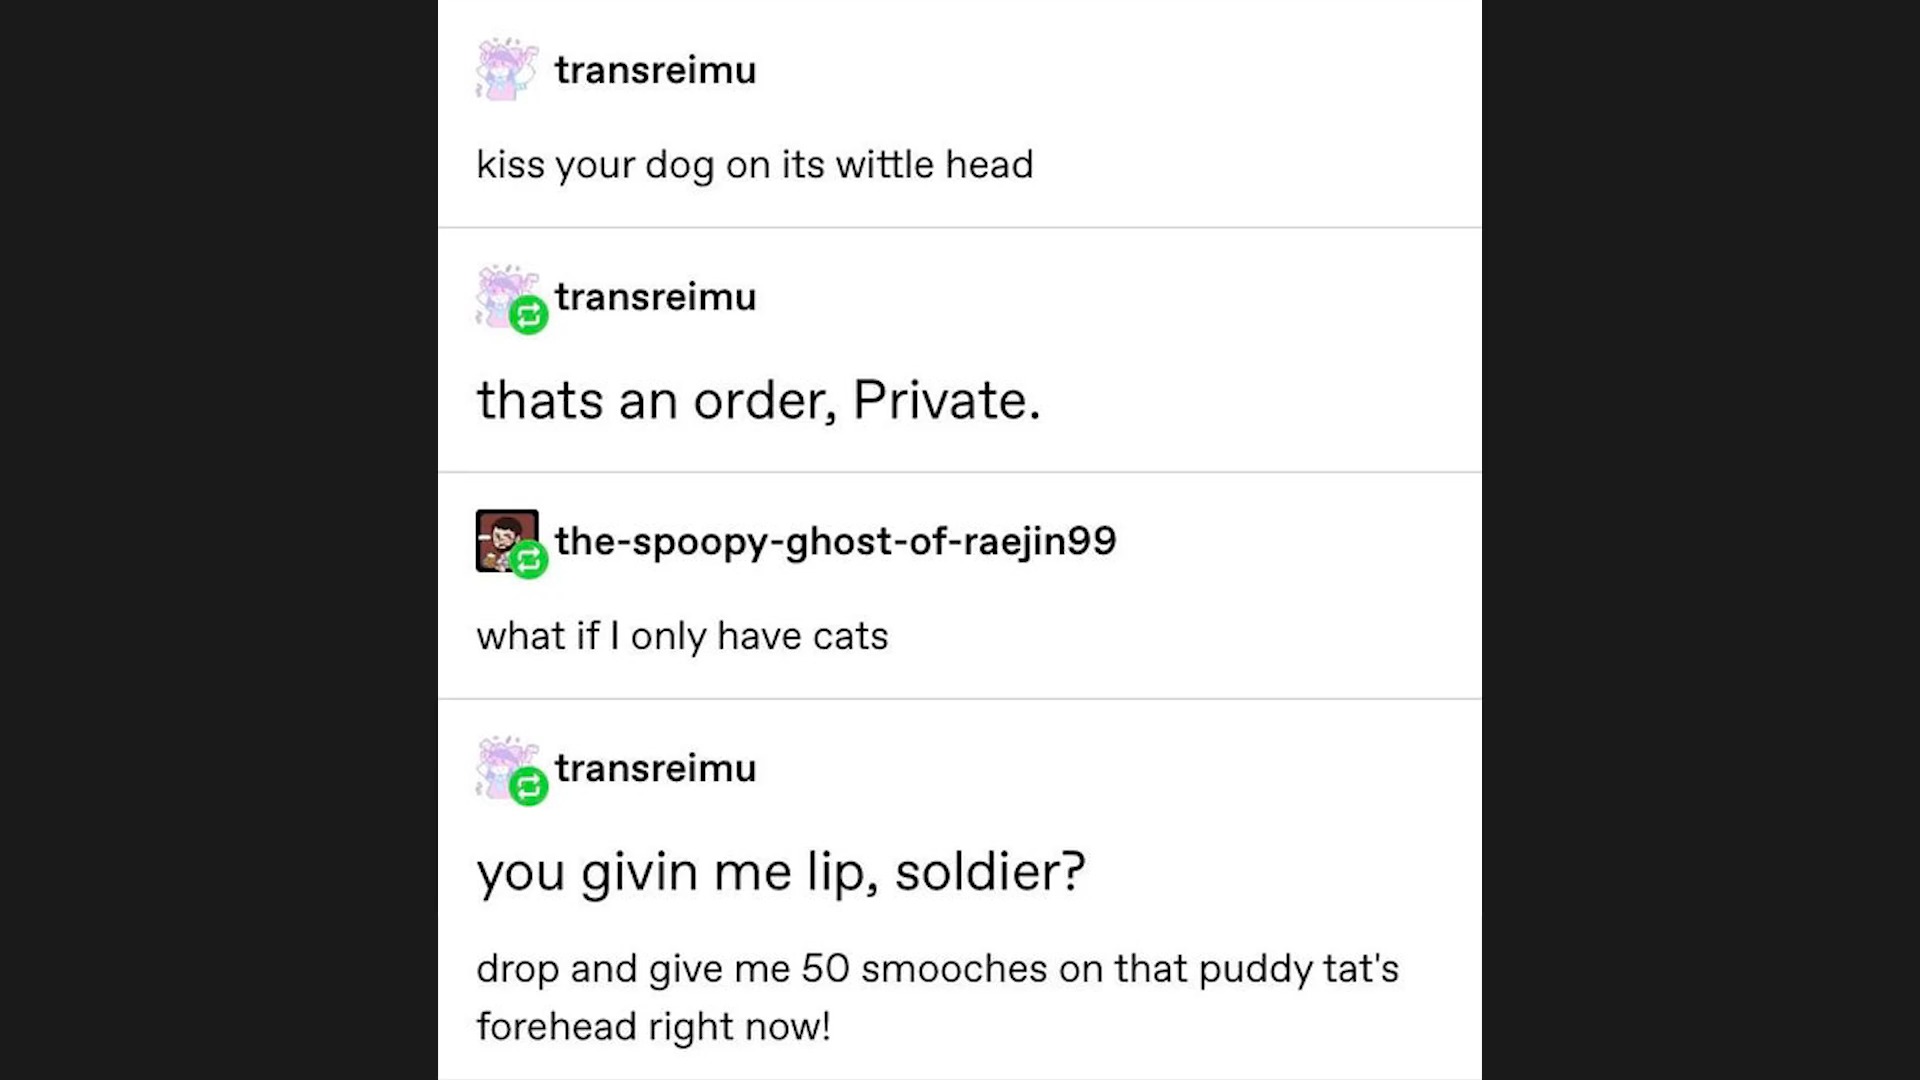 transreimu
kiss your dog on its wittle head
transreimu
thats an order, Private.
the-spoopy-ghost-of-raejin99
what if I only have cats
transreimu
you givin me lip, soldier?
drop and give me 50 smooches on that puddy tat's
forehead right now!